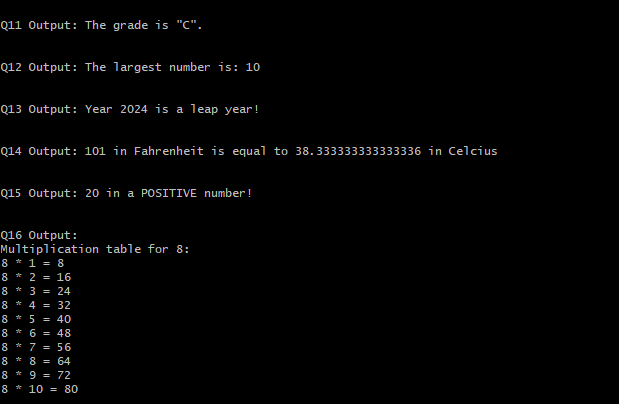 Q11 Output: The grade is "C".
Q12 Output: The largest number is: 10
Q13 Output: Year 2024 is a leap year!
Q14 Output: 101 in Fahrenheit is equal to 38.333333333333336 in Celcius
Q15 Output: 20 in a POSITIVE number!
Q16 Output:
Multiplication table for 8:
8 * 1 = 8
8 * 2 = 16
8 * 3 = 24
8 * 4 = 32
8 * 5 = 40
8 * 6 = 48
8 * 7 = 56
8 * 8 = 64
8 * 9 = 72
8 * 10 = 80